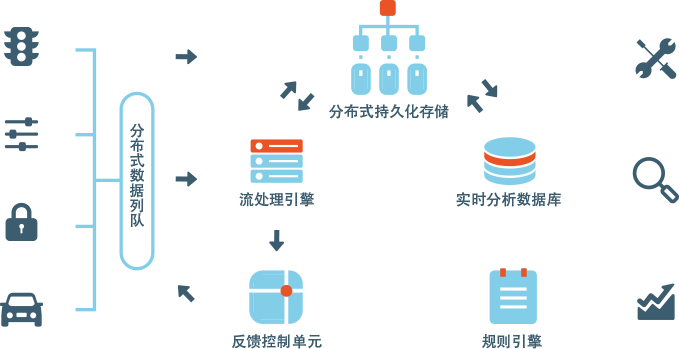 分布式持久化存储
分布式数据列队
流处理引擎
实时分析数据库
反馈控制单元
规则引擎